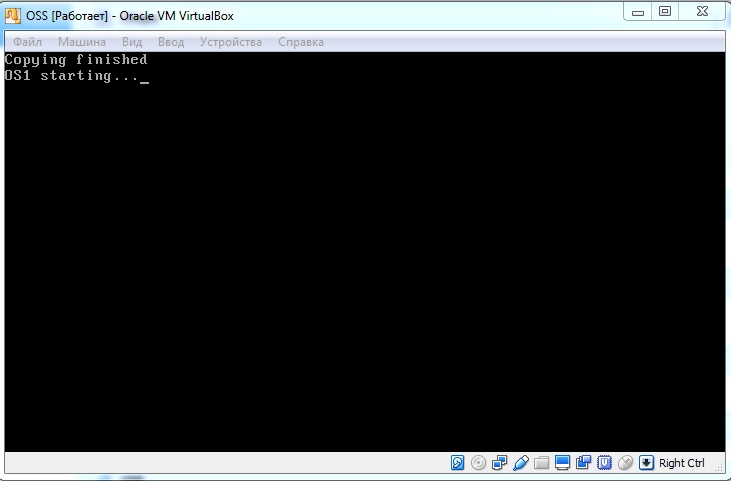 OSS [Работает] - Oracle VM VirtualBox
Файл Машина Вид Ввод Устройства Справка
Copying finished
OS1 starting..._
Right Ctrl